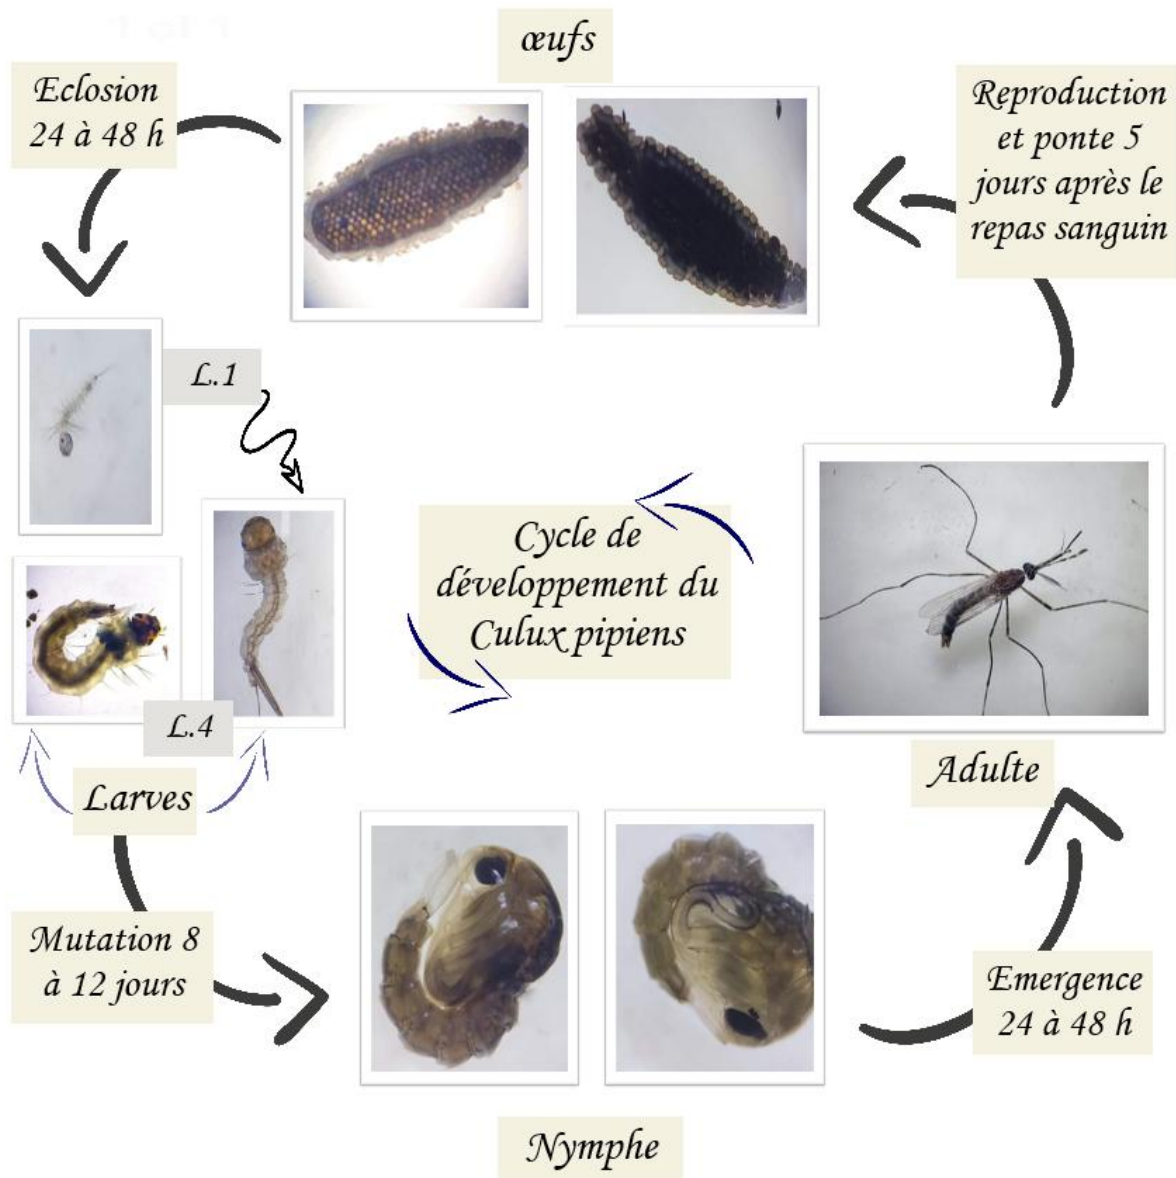 œufs
Eclosion
24 à 48 h
Reproduction
et ponte 5
jours après le
repas sanguin
L.1
Cycle de
développement du
Culux pipiens
L.4
Larves
Adulte
Mutation 8
à 12 jours
Emergence
24 à 48 h
Nymphe